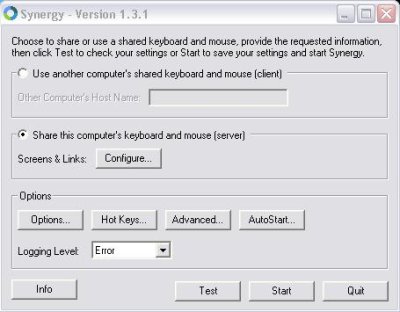 Synergy - Version 1.3.1
Choose to share or use a shared keyboard and mouse, provide the requested information,
then click Test to check your settings or Start to save your settings and start Synergy.
Use another computer's shared keyboard and mouse (client)
Other Computer's Host Name:
Share this computer's keyboard and mouse (server)
Screens & Links: Configure...
Options
Options... Hot Keys... Advanced... AutoStart...
Logging Level: Error
Info Test Start Quit